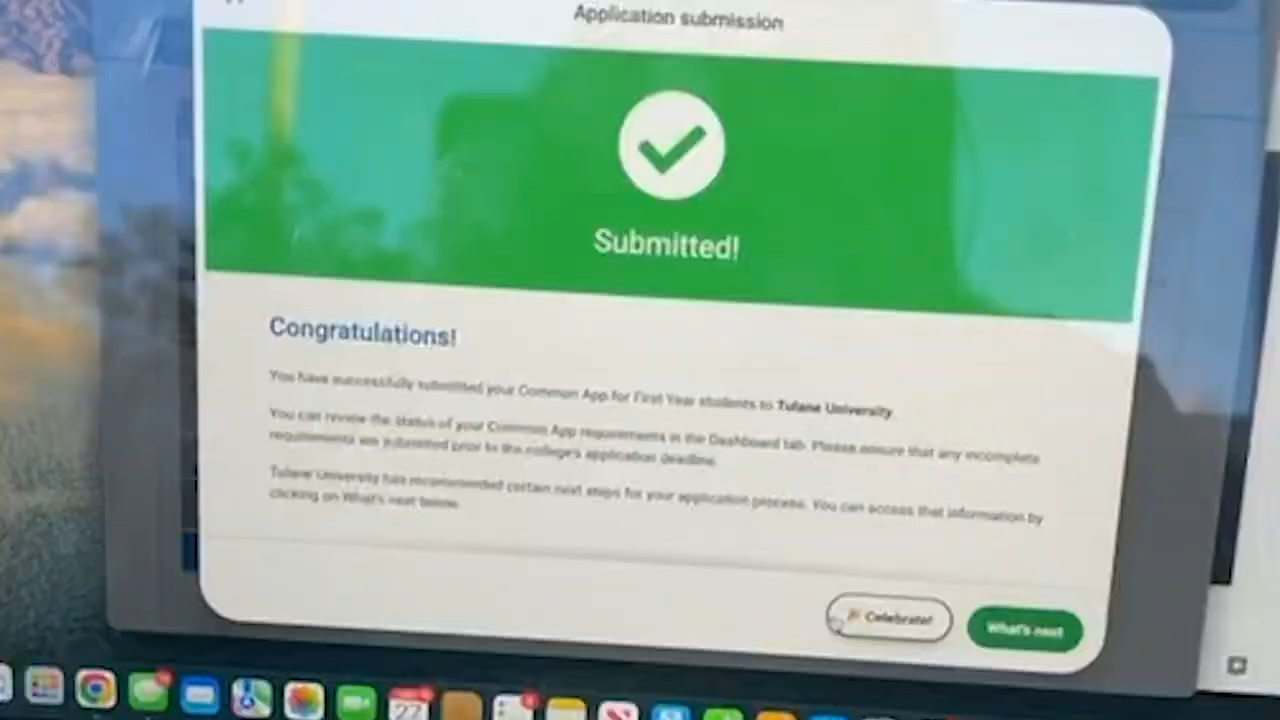 Application submission
Submitted!
Congratulations!
You have successfully submitted your Common App for First Year students to Tulane University.
You can review the status of your Common App requirements in the Dashboard tab. Please ensure that any incomplete
requirements are submitted prior to the college's application deadline.
Tulane University has recommended certain next steps for your application process. You can access that information by
clicking on What's next below.
Celebrate!
What's next
27